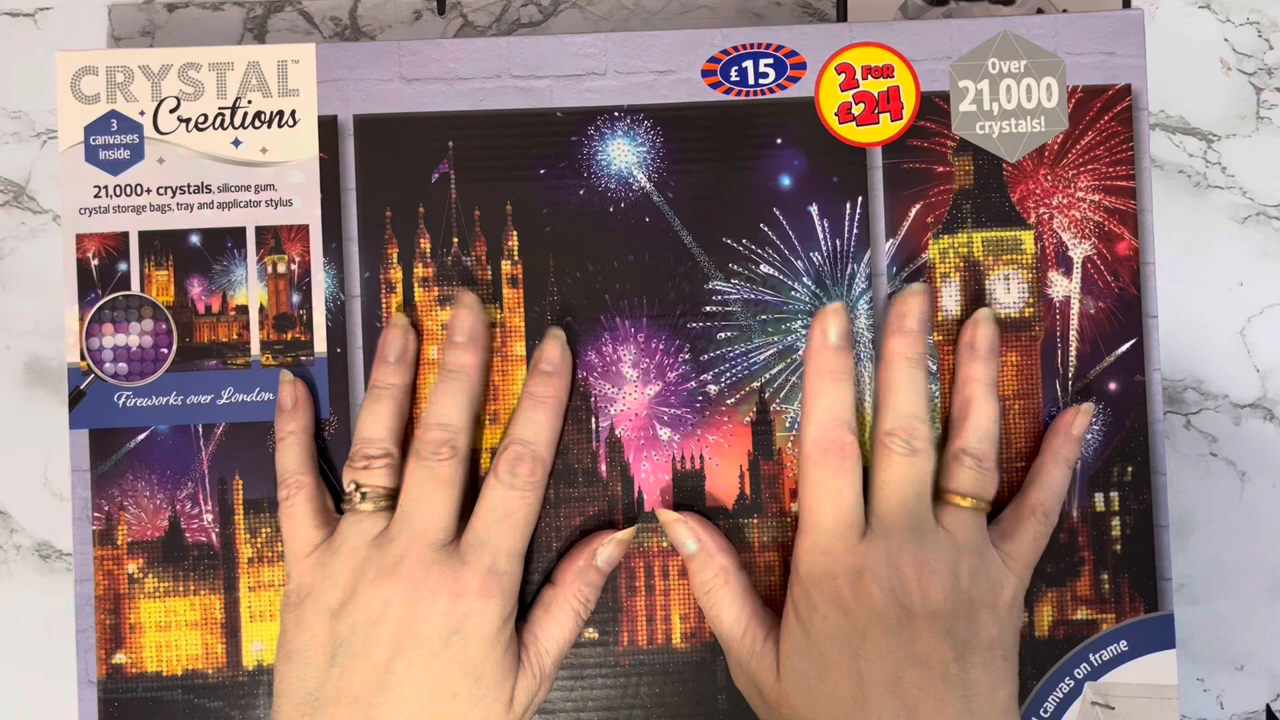 CRYSTAL™
Creations
3
canvases
inside
21,000+ crystals, silicone gum,
crystal storage bags, tray and applicator stylus
Fireworks over London
£15
2 FOR
£24
Over
21,000
crystals!
canvas on frame